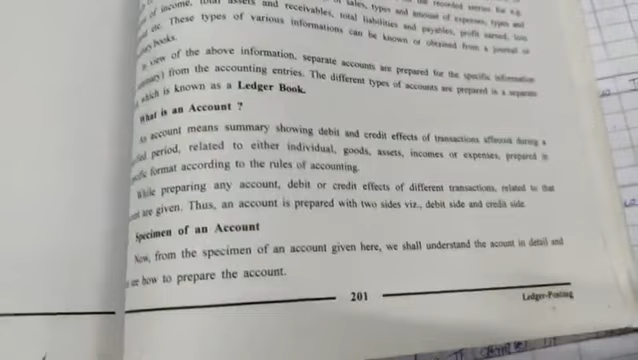 the recorded entries for e.g.
of income, total assets and receivables, total liabilities and payables, profit earned, loss
etc. These types of various informations can be known or obtained from a journal or
books.
view of the above information, separate accounts are prepared for the specific information
) from the accounting entries. The different types of accounts are prepared in a separate
which is known as a Ledger Book.
What is an Account ?
An account means summary showing debit and credit effects of transactions affected during a
period, related to either individual, goods, assets, incomes or expenses, prepared in
format according to the rules of accounting.
While preparing any account, debit or credit effects of different transactions, related to that
are given. Thus, an account is prepared with two sides viz., debit side and credit side.
Specimen of an Account
Now, from the specimen of an account given here, we shall understand the acount in detail and
see how to prepare the account.
201
Ledger-Posting